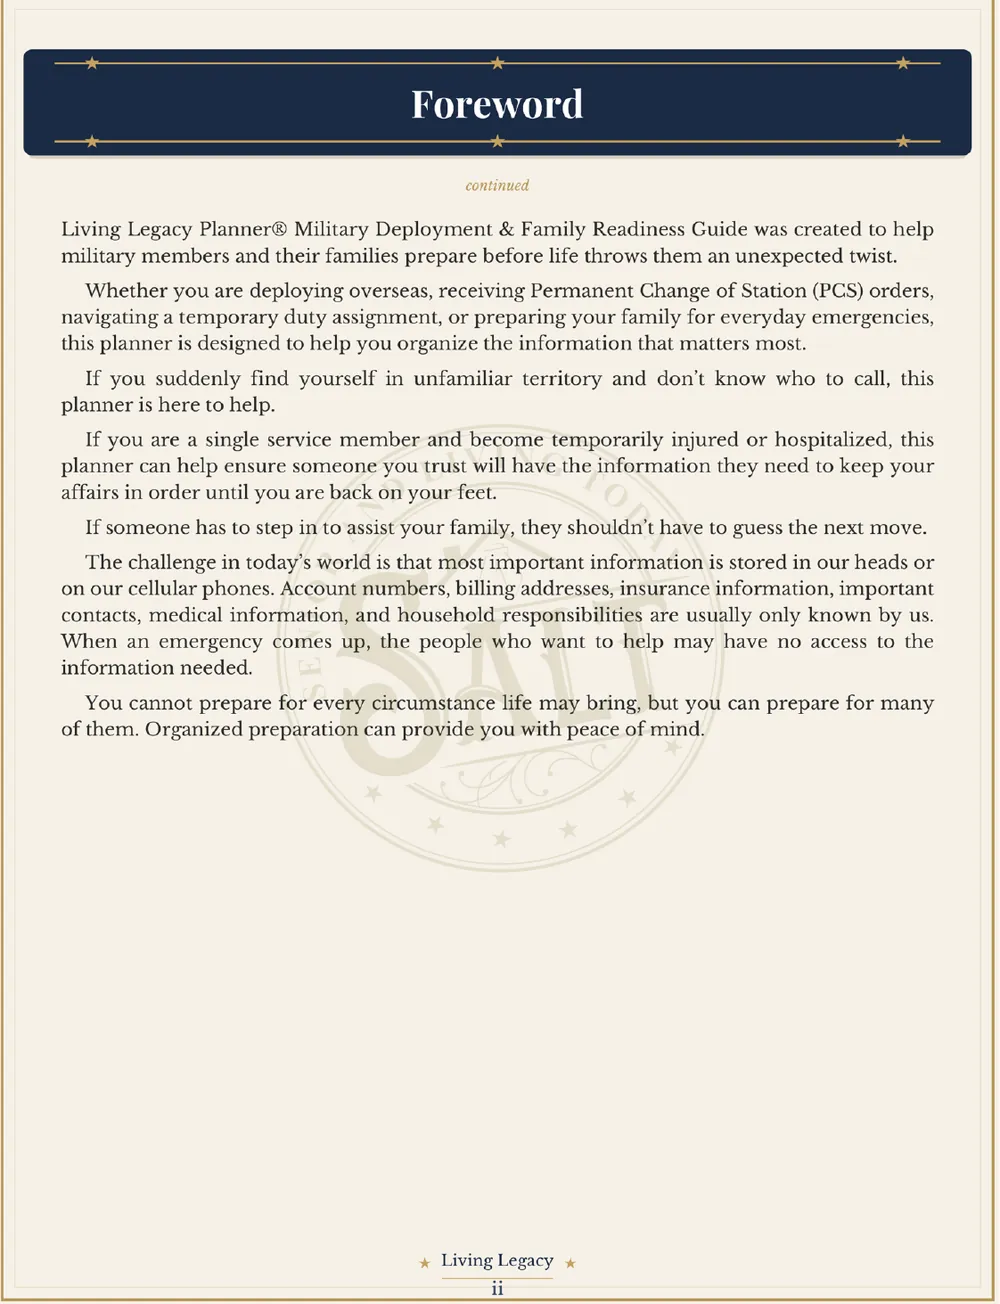 Foreword
continued
Living Legacy Planner® Military Deployment & Family Readiness Guide was created to help
military members and their families prepare before life throws them an unexpected twist.
Whether you are deploying overseas, receiving Permanent Change of Station (PCS) orders,
navigating a temporary duty assignment, or preparing your family for everyday emergencies,
this planner is designed to help you organize the information that matters most.
If you suddenly find yourself in unfamiliar territory and don't know who to call, this
planner is here to help.
If you are a single service member and become temporarily injured or hospitalized, this
planner can help ensure someone you trust will have the information they need to keep your
affairs in order until you are back on your feet.
If someone has to step in to assist your family, they shouldn't have to guess the next move.
The challenge in today's world is that most important information is stored in our heads or
on our cellular phones. Account numbers, billing addresses, insurance information, important
contacts, medical information, and household responsibilities are usually only known by us.
When an emergency comes up, the people who want to help may have no access to the
information needed.
You cannot prepare for every circumstance life may bring, but you can prepare for many
of them. Organized preparation can provide you with peace of mind.
SALT
Living Legacy
ii